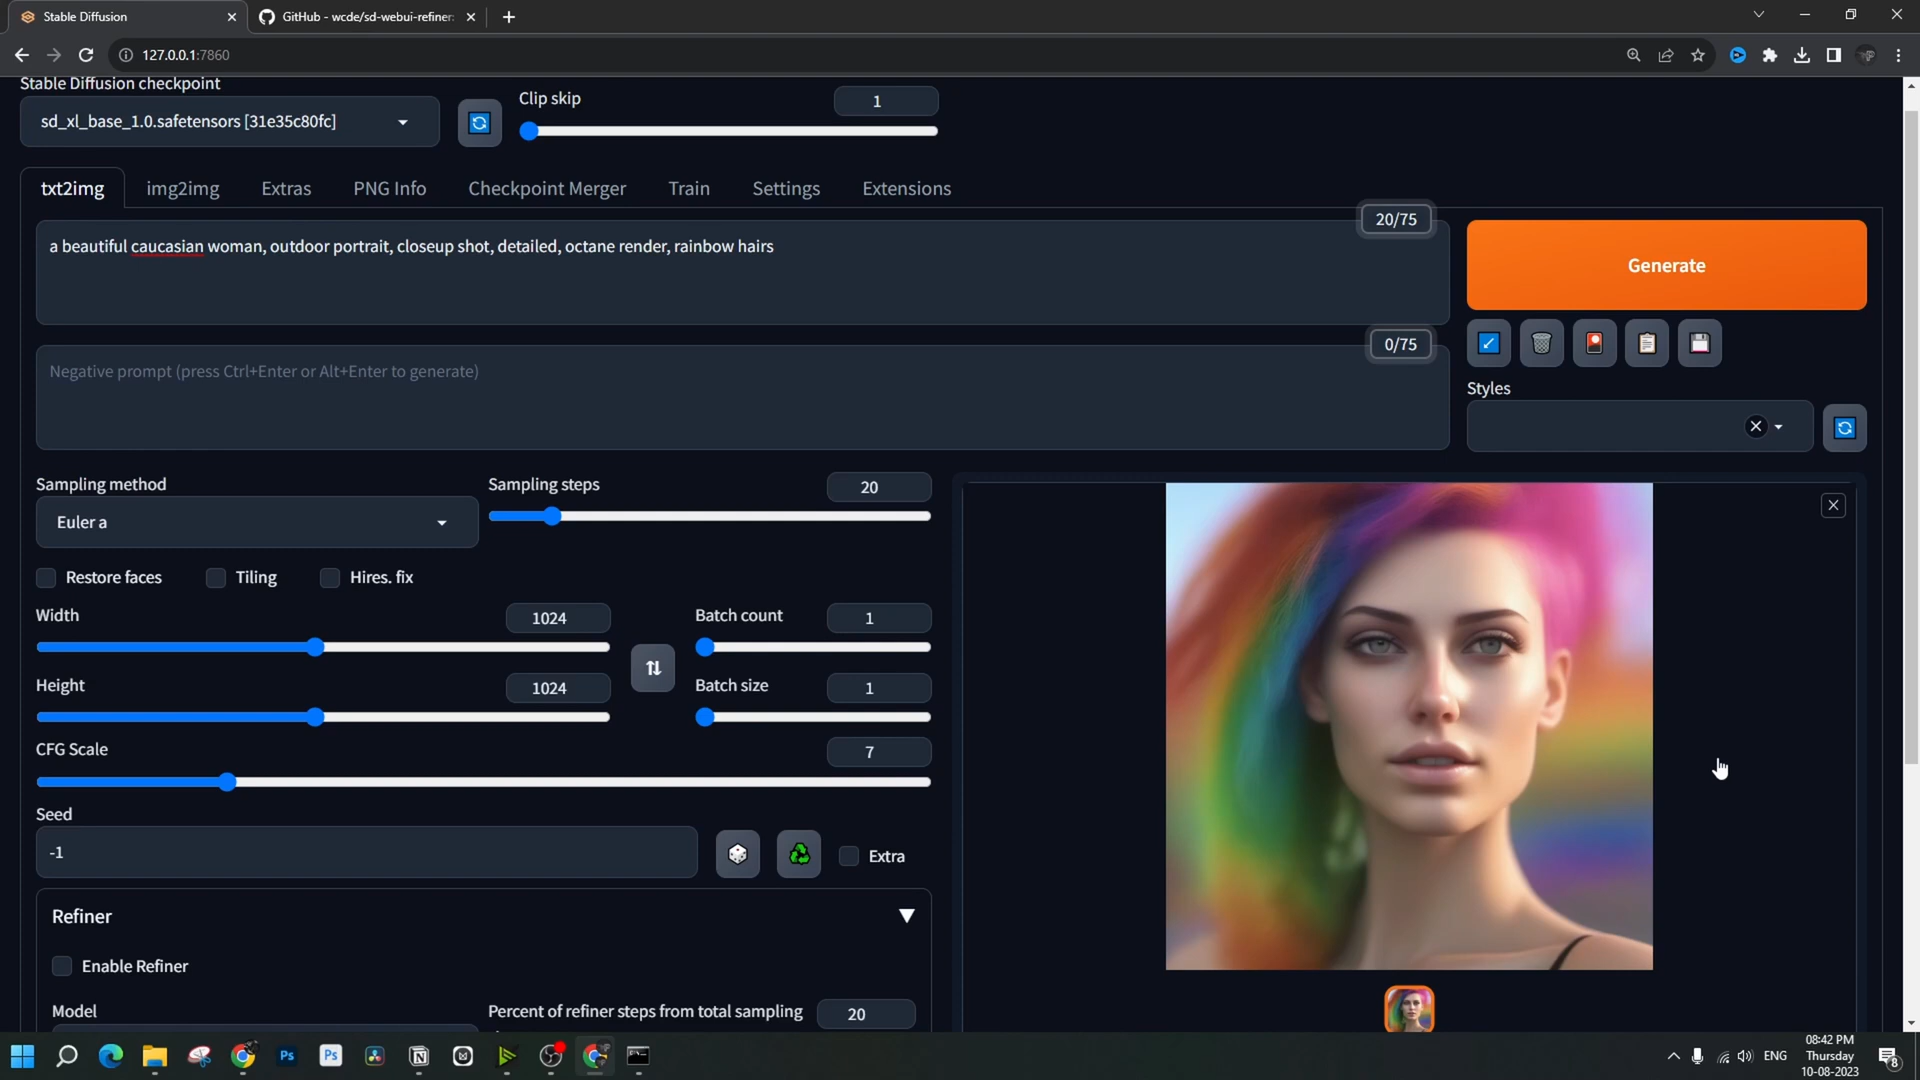 Stable Diffusion
GitHub - wcde/sd-webui-refiner:
127.0.0.1:7860
Stable Diffusion checkpoint
sd_xl_base_1.0.safetensors [31e35c80fc]
Clip skip
1
txt2img
img2img
Extras
PNG Info
Checkpoint Merger
Train
Settings
Extensions
20/75
a beautiful caucasian woman, outdoor portrait, closeup shot, detailed, octane render, rainbow hairs
Generate
0/75
Negative prompt (press Ctrl+Enter or Alt+Enter to generate)
Styles
Sampling method
Euler a
Sampling steps
20
Restore faces
Tiling
Hires. fix
Width
1024
Batch count
1
Height
1024
Batch size
1
CFG Scale
7
Seed
-1
Extra
Refiner
Enable Refiner
Model
Percent of refiner steps from total sampling
20
Ps
Ps
ENG
08:42 PM
Thursday
10-08-2023
8